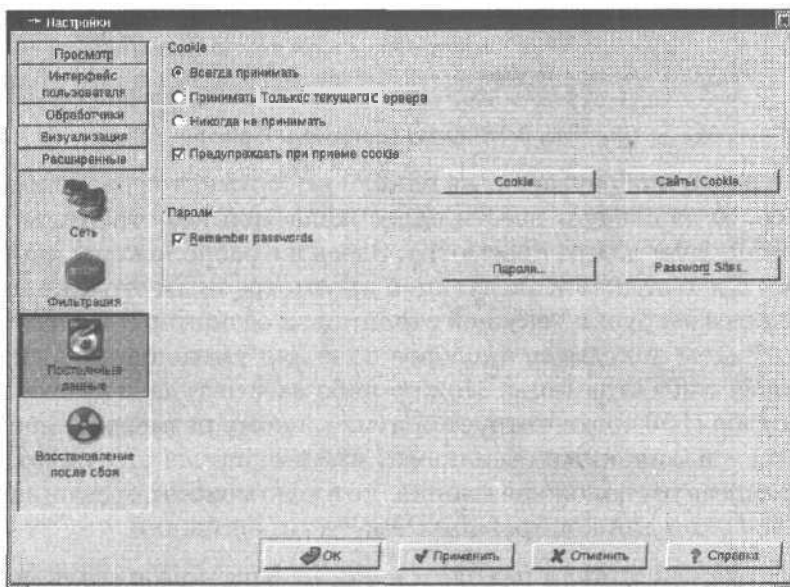 Настройки
Просмотр
Интерфейс
пользователя
Обработчики
Визуализация
Расширенные
Сеть
Фильтрация
Постоянные
данные
Восстановление
после сбоя
Cookie
Всегда принимать
Принимать Толькос текущего с ервера
Никогда не принимать
Предупреждать при приеме cookie
Cookie
Сайты Cookie...
Пароли
Remember passwords
Пароли...
Password Sites...
OK
Применить
Отменить
? Справка